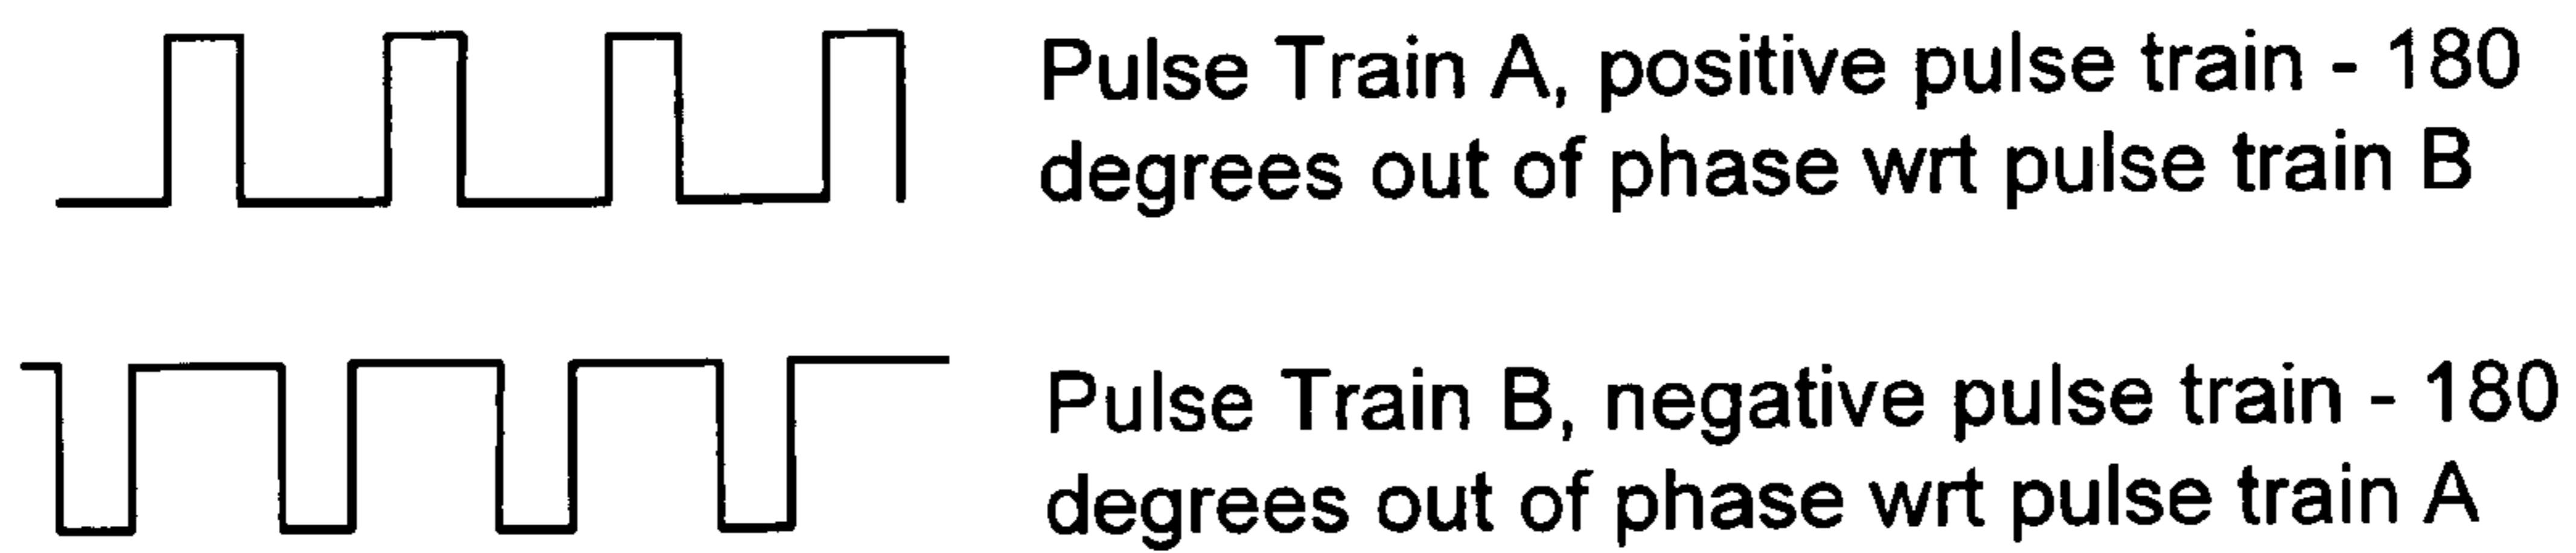 Pulse Train A, positive pulse train - 180
degrees out of phase wrt pulse train B
Pulse Train B, negative pulse train - 180
degrees out of phase wrt pulse train A